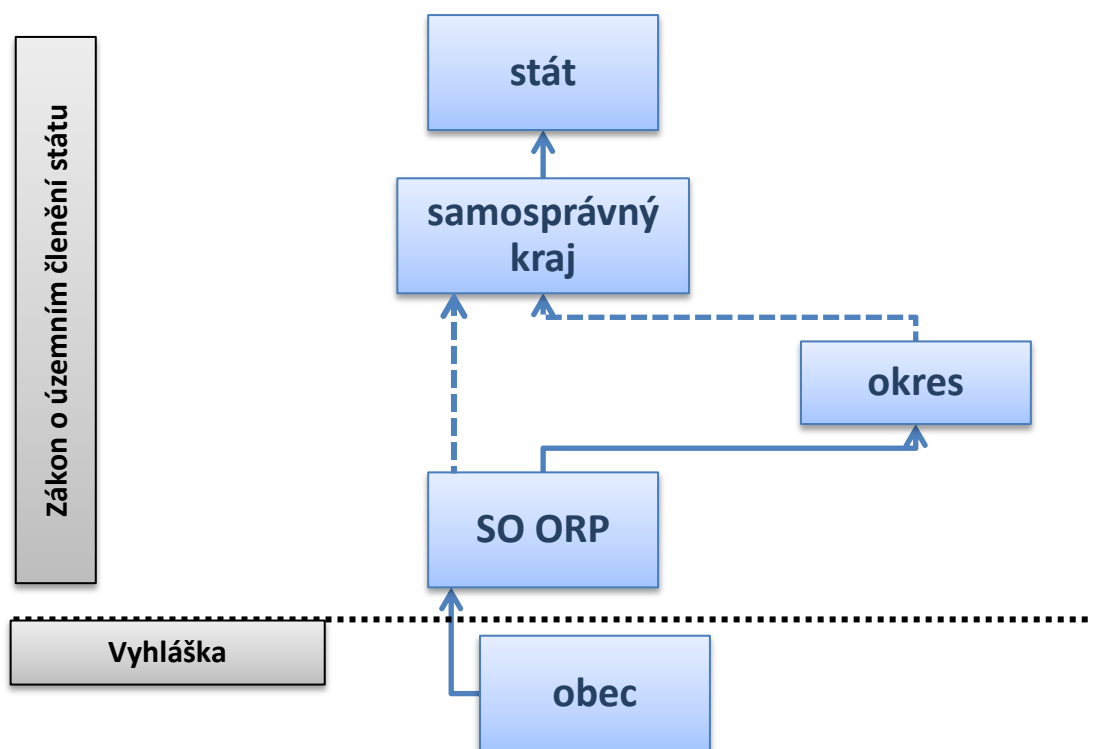 stát
Zákon o územním členění státu
samosprávný
kraj
okres
SO ORP
Vyhláška
obec